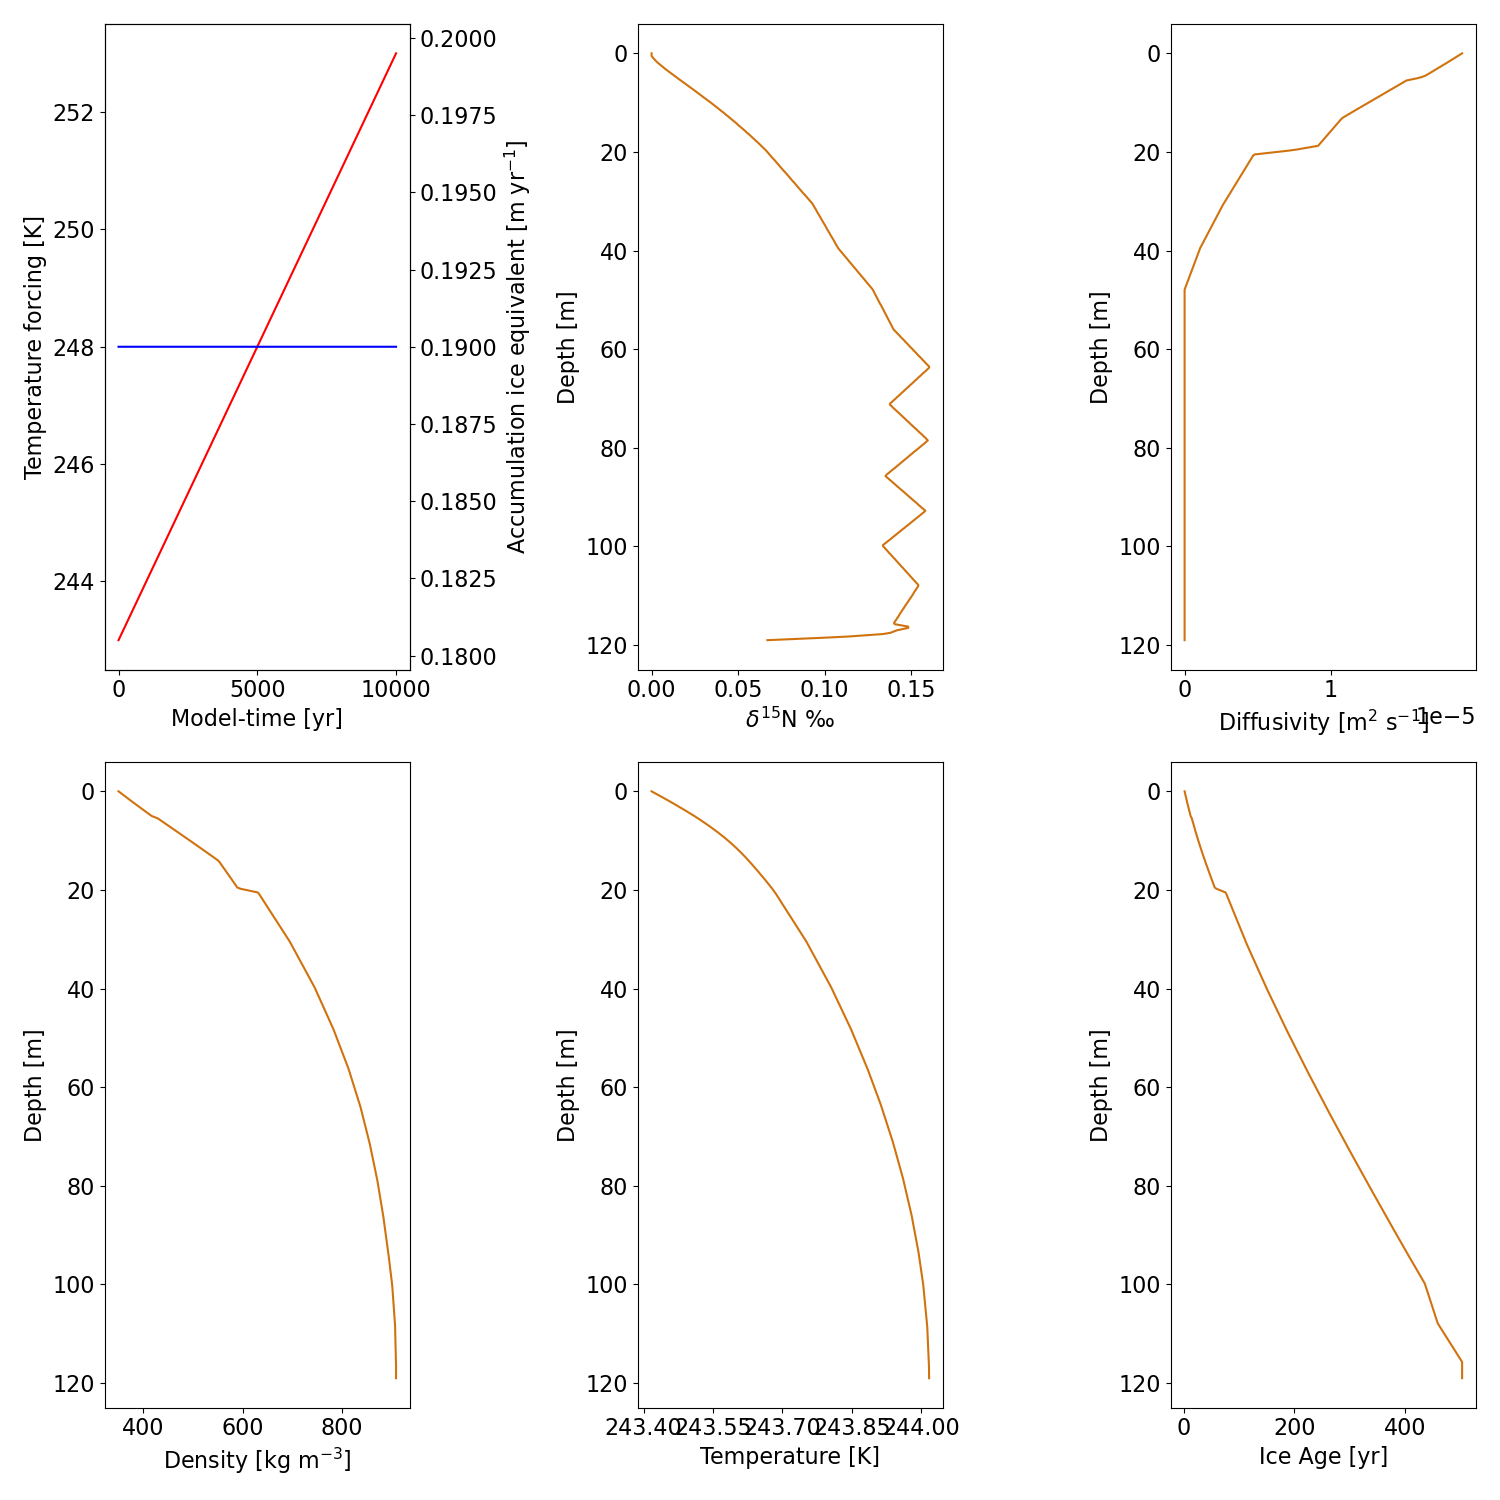 252
250
248
246
244
Temperature forcing [K]
0.2000
0.1975
0.1950
0.1925
0.1900
0.1875
0.1850
0.1825
0.1800
Accumulation ice equivalent [m yr⁻¹]
0 5000 10000
Model-time [yr]
0
20
40
60
80
100
120
Depth [m]
0.00 0.05 0.10 0.15
δ¹⁵N ‰
0
20
40
60
80
100
120
Depth [m]
0 1
Diffusivity [m² s⁻¹]
1e−5
0
20
40
60
80
100
120
Depth [m]
400 600 800
Density [kg m⁻³]
0
20
40
60
80
100
120
Depth [m]
243.40 243.55 243.70 243.85 244.00
Temperature [K]
0
20
40
60
80
100
120
Depth [m]
0 200 400
Ice Age [yr]